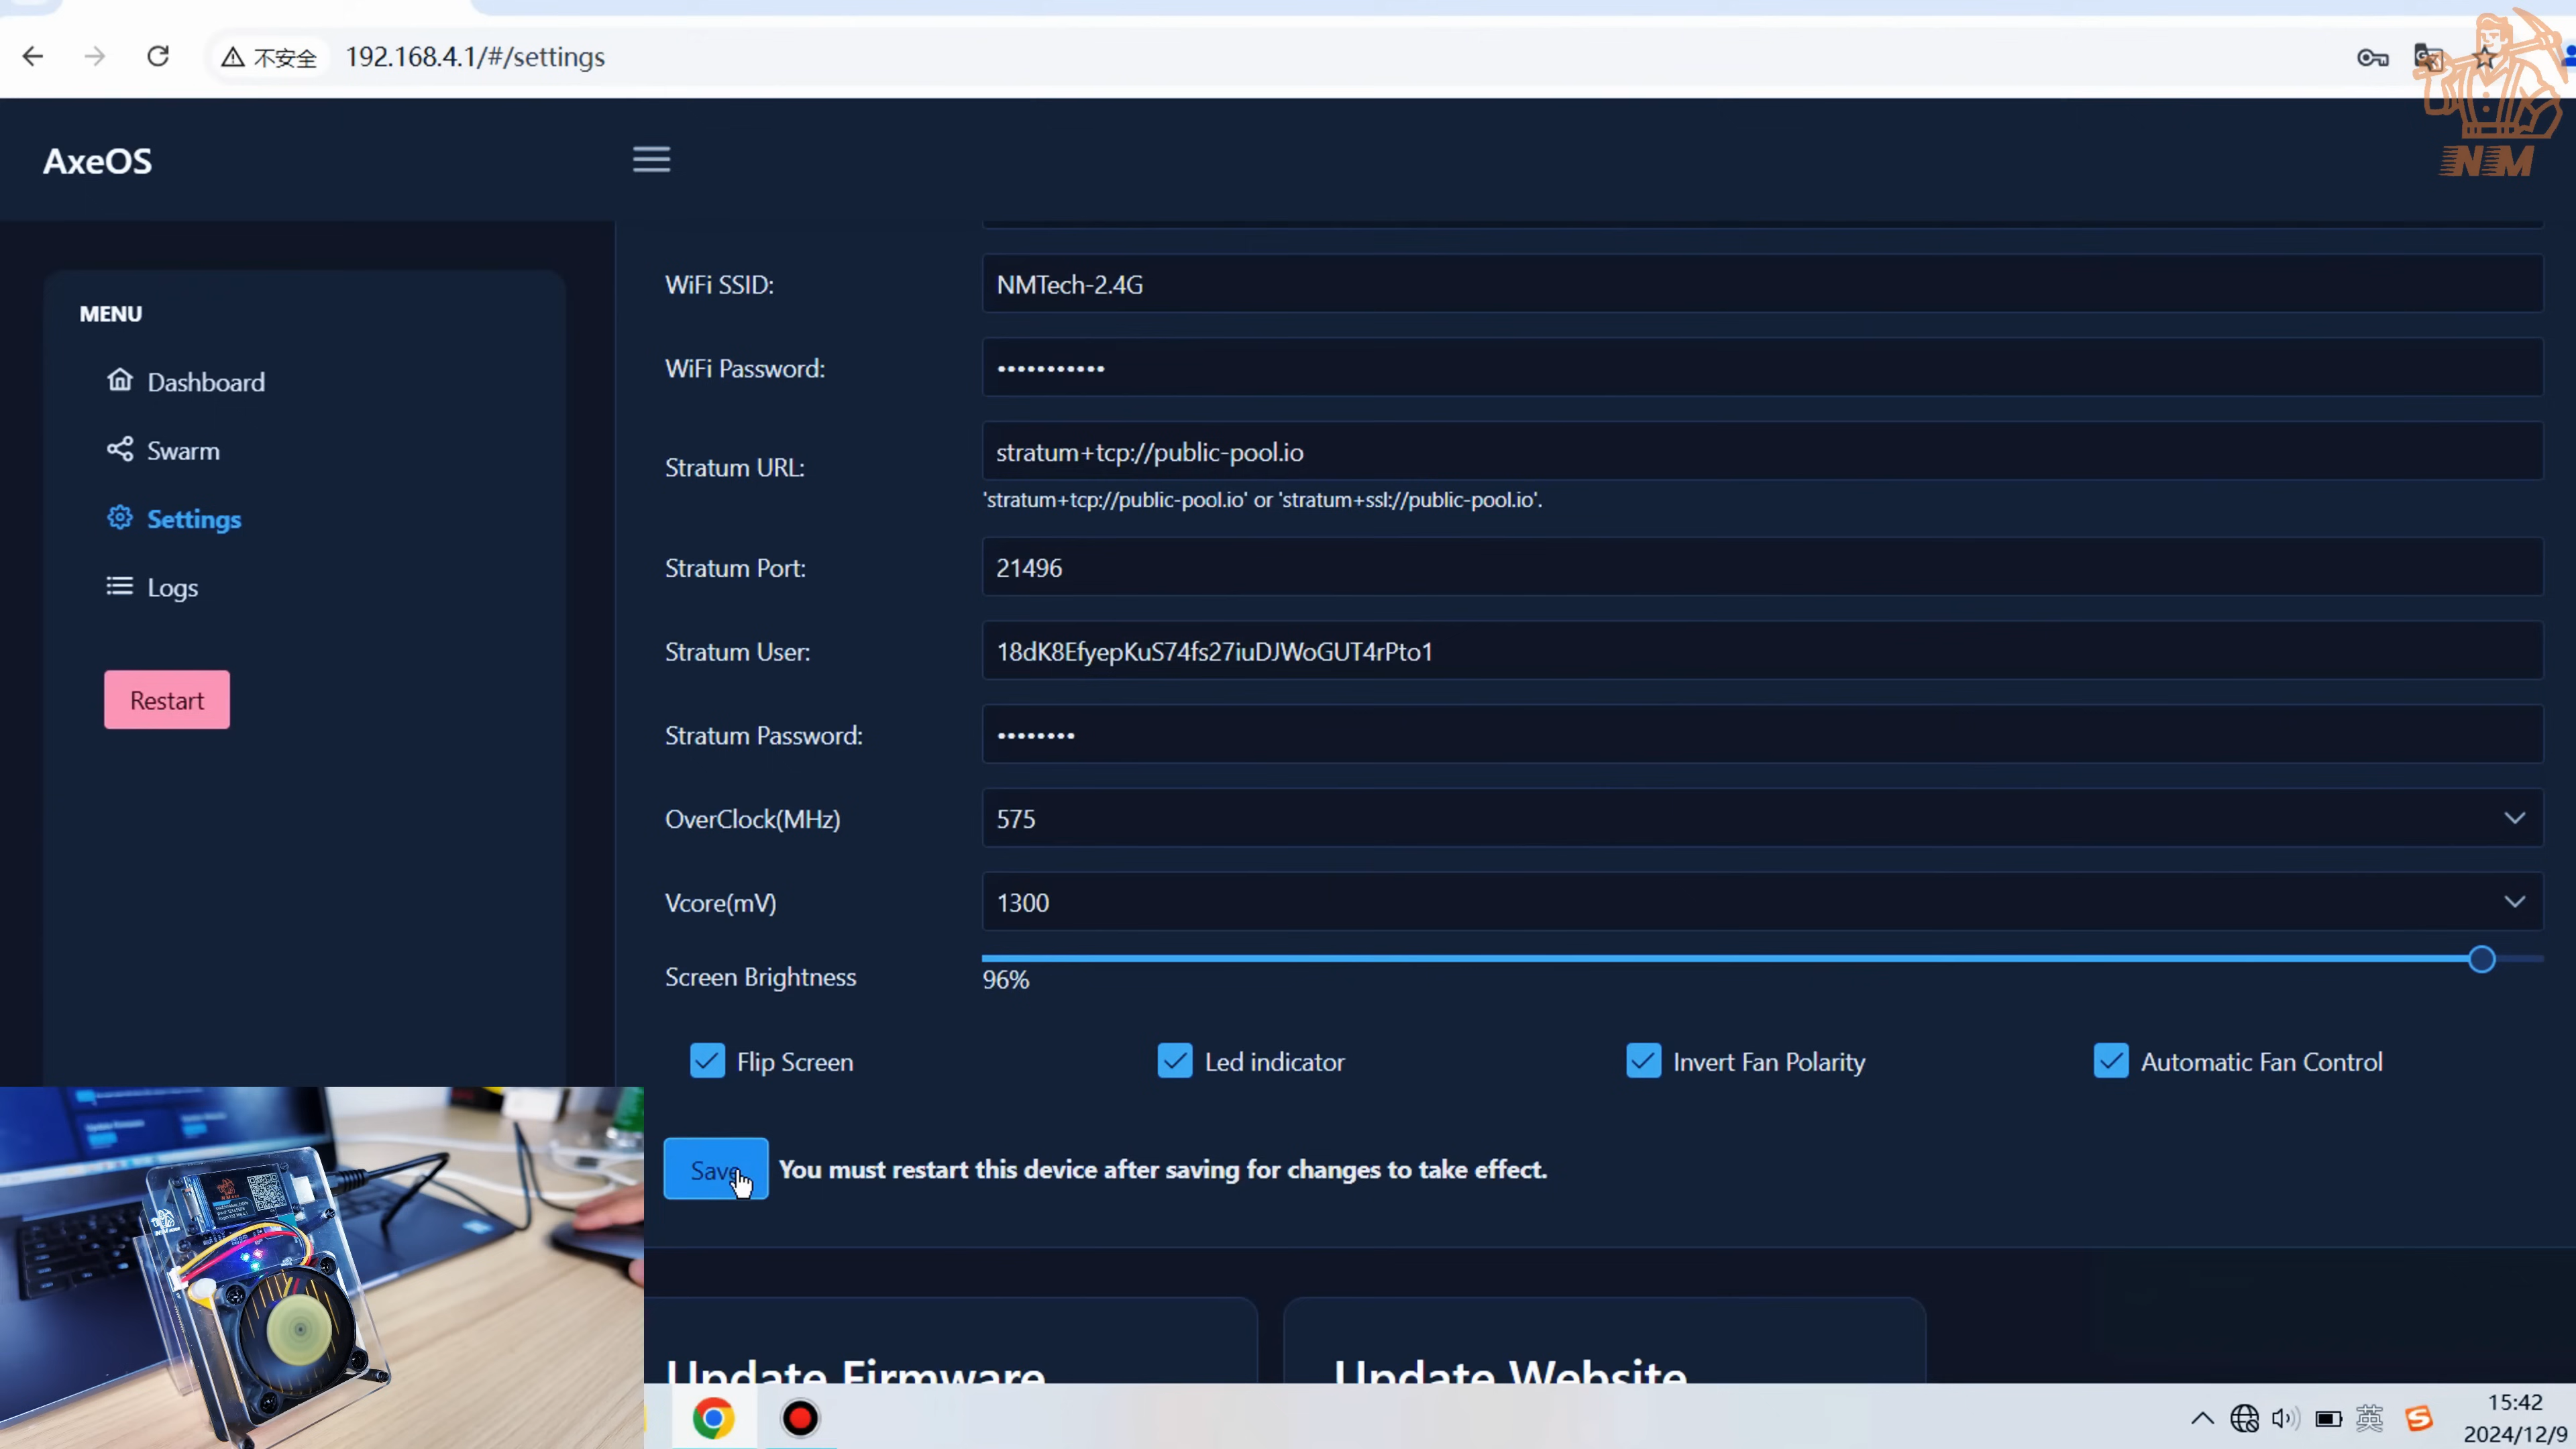 不安全 192.168.4.1/#/settings
NM
AxeOS
MENU
Dashboard
Swarm
Settings
Logs
Restart
WiFi SSID: NMTech-2.4G
WiFi Password: •••••••••••
Stratum URL: stratum+tcp://public-pool.io
'stratum+tcp://public-pool.io' or 'stratum+ssl://public-pool.io'.
Stratum Port: 21496
Stratum User: 18dK8EfyepKuS74fs27iuDJWoGUT4rPto1
Stratum Password: ••••••••
OverClock(MHz) 575
Vcore(mV) 1300
Screen Brightness 96%
Flip Screen Led indicator Invert Fan Polarity Automatic Fan Control
Save You must restart this device after saving for changes to take effect.
Update Firmware Update Website
英 15:42
2024/12/9